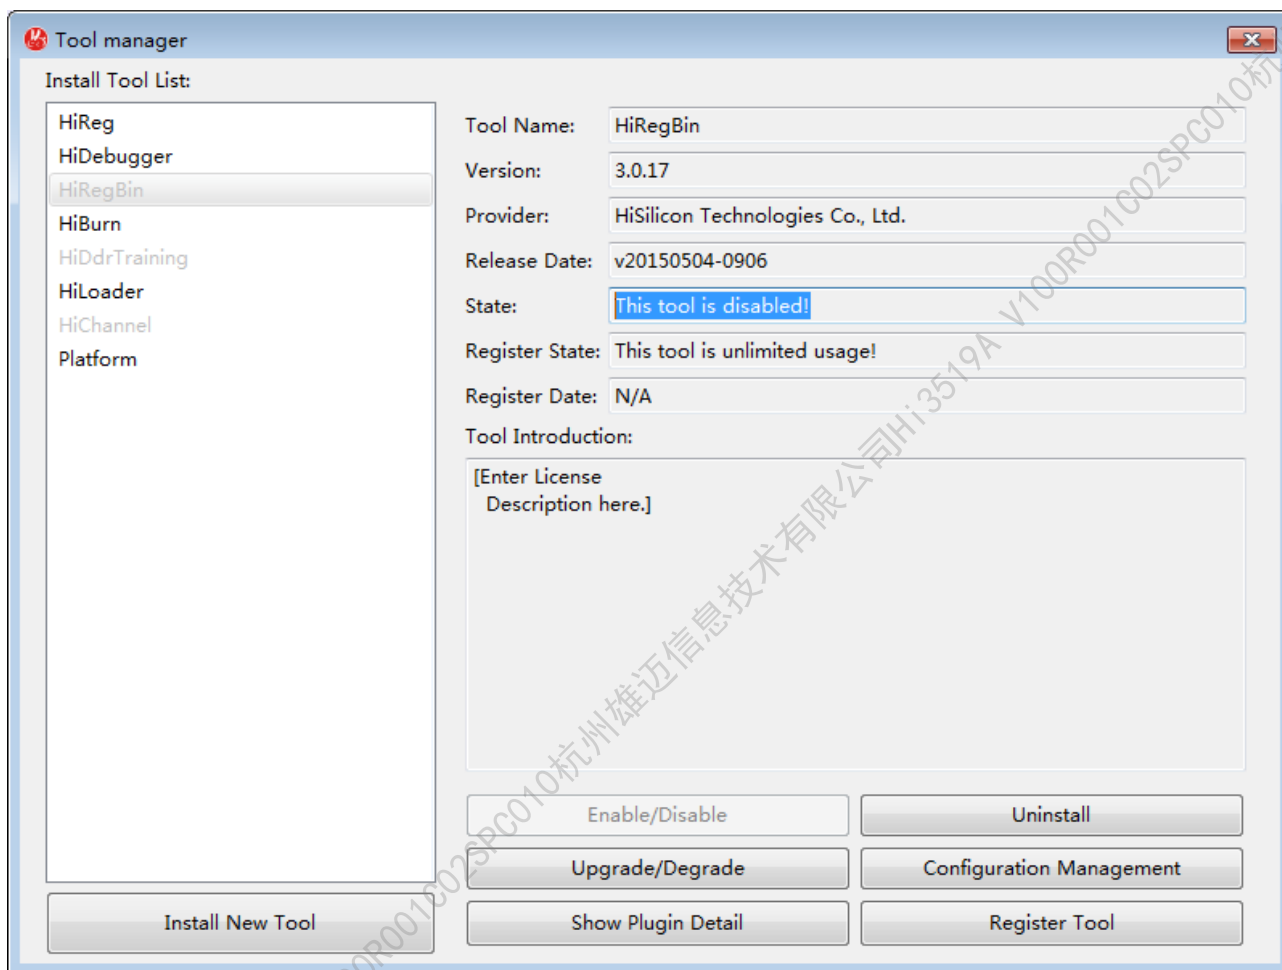 Tool manager
Install Tool List:
HiReg
HiDebugger
HiRegBin
HiBurn
HiDdrTraining
HiLoader
HiChannel
Platform
Install New Tool
Tool Name: HiRegBin
Version: 3.0.17
Provider: HiSilicon Technologies Co., Ltd.
Release Date: v20150504-0906
State: This tool is disabled!
Register State: This tool is unlimited usage!
Register Date: N/A
Tool Introduction:
[Enter License
Description here.]
Enable/Disable Uninstall
Upgrade/Degrade Configuration Management
Show Plugin Detail Register Tool
00R001C02SPC010杭州雄迈信息技术有限公司Hi3519A V100R001C02SPC010杭